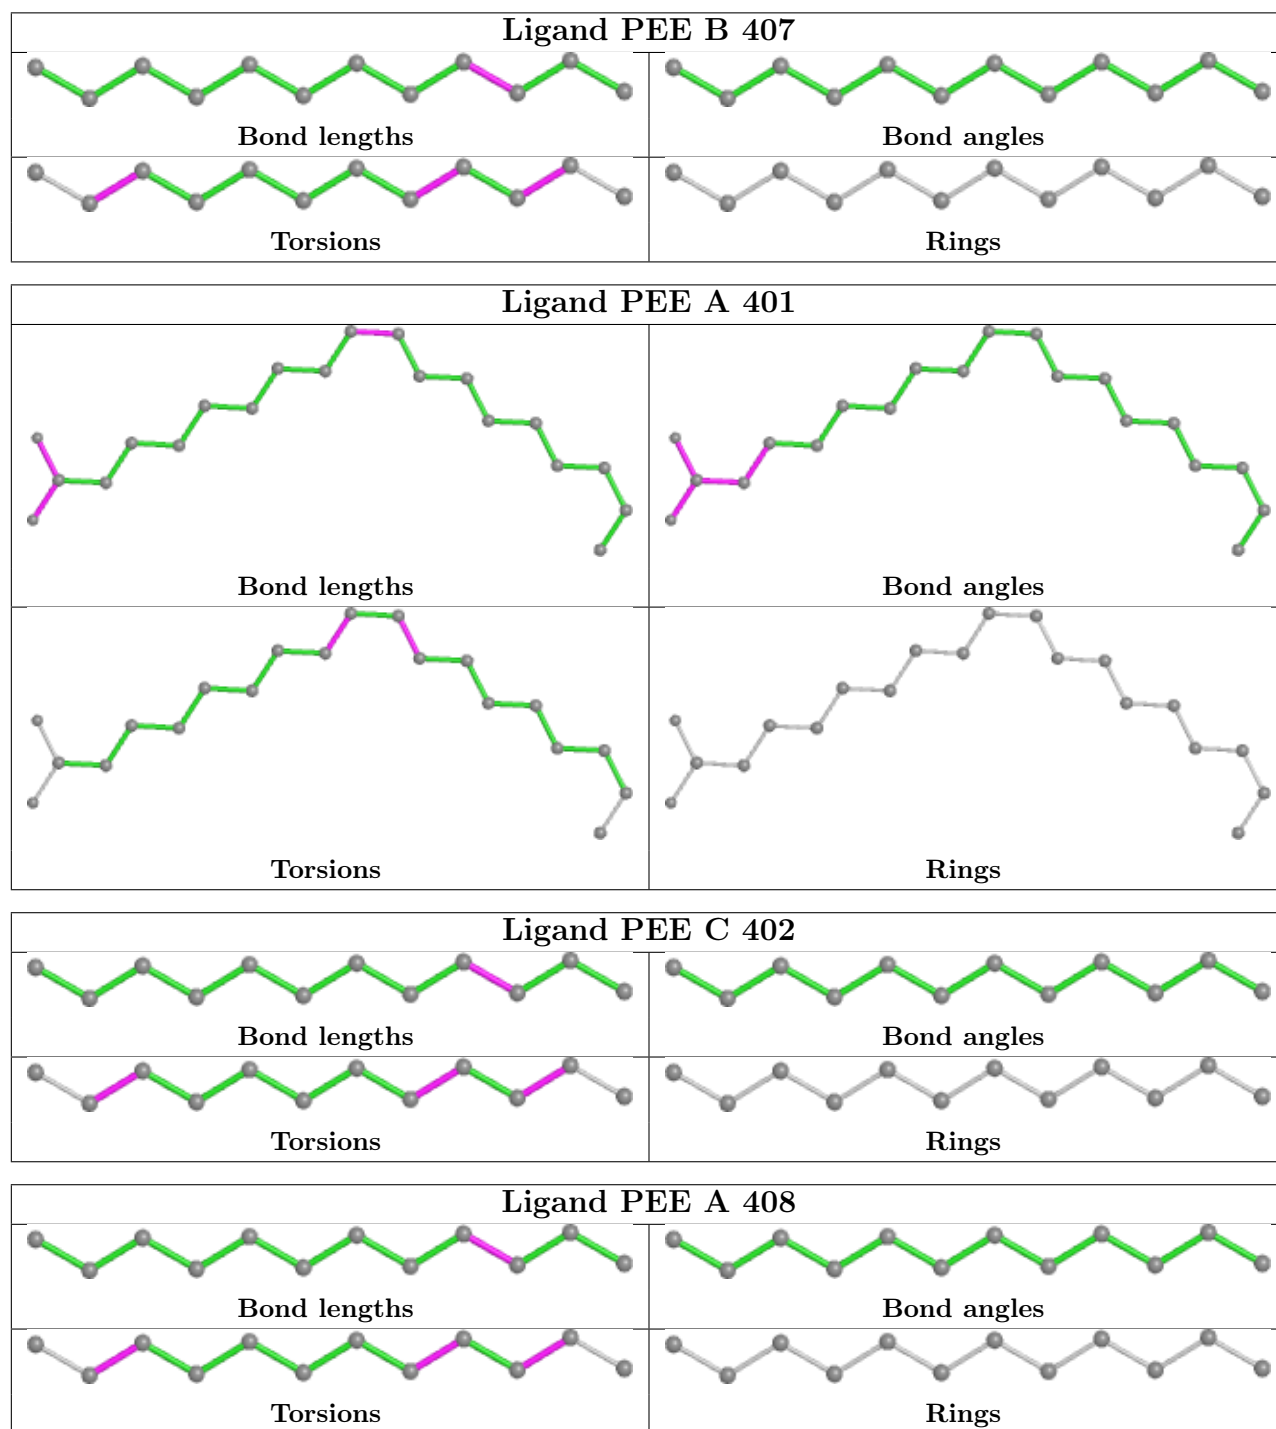 Ligand PEE B 407
Bond lengths
Bond angles
Torsions
Rings
Ligand PEE A 401
Bond lengths
Bond angles
Torsions
Rings
Ligand PEE C 402
Bond lengths
Bond angles
Torsions
Rings
Ligand PEE A 408
Bond lengths
Bond angles
Torsions
Rings